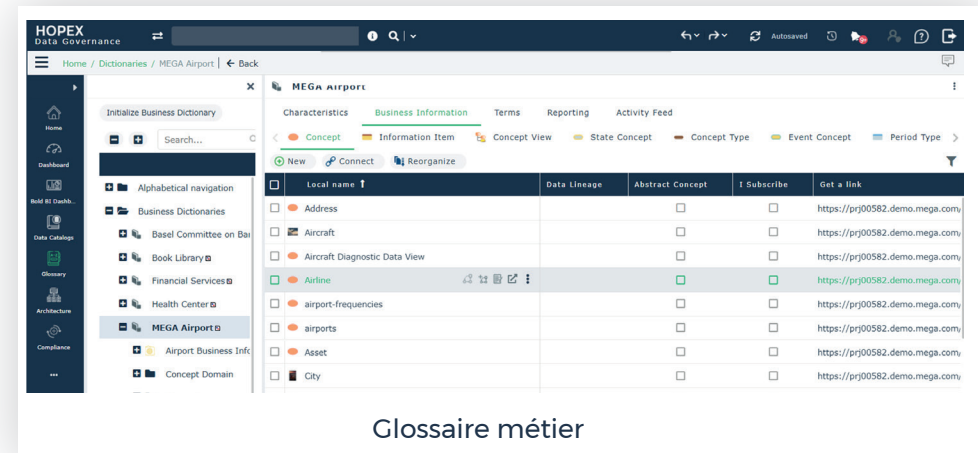 HOPEX
Data Governance
Autosaved
9+
Home / Dictionaries / MEGA Airport
Back
Home
Dashboard
Bold BI Dashb...
Data Catalogs
Glossary
Architecture
Compliance
...
Initialize Business Dictionary
Search...
Alphabetical navigation
Business Dictionaries
Basel Committee on Ban
Book Library
Financial Services
Health Center
MEGA Airport
Airport Business Info
Concept Domain
MEGA Airport
Characteristics Business Information Terms Reporting Activity Feed
Concept Information Item Concept View State Concept Concept Type Event Concept Period Type
New Connect Reorganize
Local name Data Lineage Abstract Concept I Subscribe Get a link
Address https://prj00582.demo.mega.com/
Aircraft https://prj00582.demo.mega.com/
Aircraft Diagnostic Data View https://prj00582.demo.mega.com/
Airline https://prj00582.demo.mega.com/
airport-frequencies https://prj00582.demo.mega.com/
airports https://prj00582.demo.mega.com/
Asset https://prj00582.demo.mega.com/
City https://prj00582.demo.mega.com/
Glossaire métier